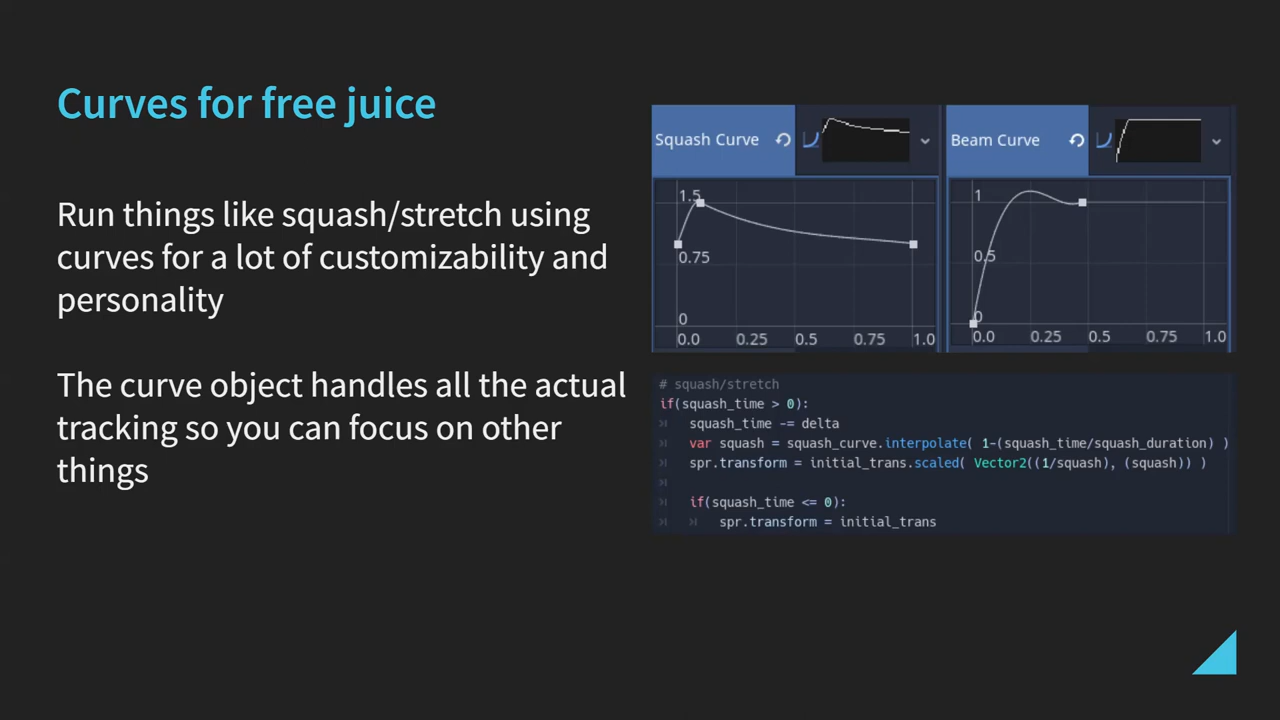 Curves for free juice
Run things like squash/stretch using
curves for a lot of customizability and
personality
The curve object handles all the actual
tracking so you can focus on other
things
Squash Curve
1.5
0.75
0
0.0 0.25 0.5 0.75 1.0
Beam Curve
1
0.5
0
0.0 0.25 0.5 0.75 1.0
# squash/stretch
if(squash_time > 0):
squash_time -= delta
var squash = squash_curve.interpolate( 1-(squash_time/squash_duration) )
spr.transform = initial_trans.scaled( Vector2((1/squash), (squash)) )
if(squash_time <= 0):
spr.transform = initial_trans